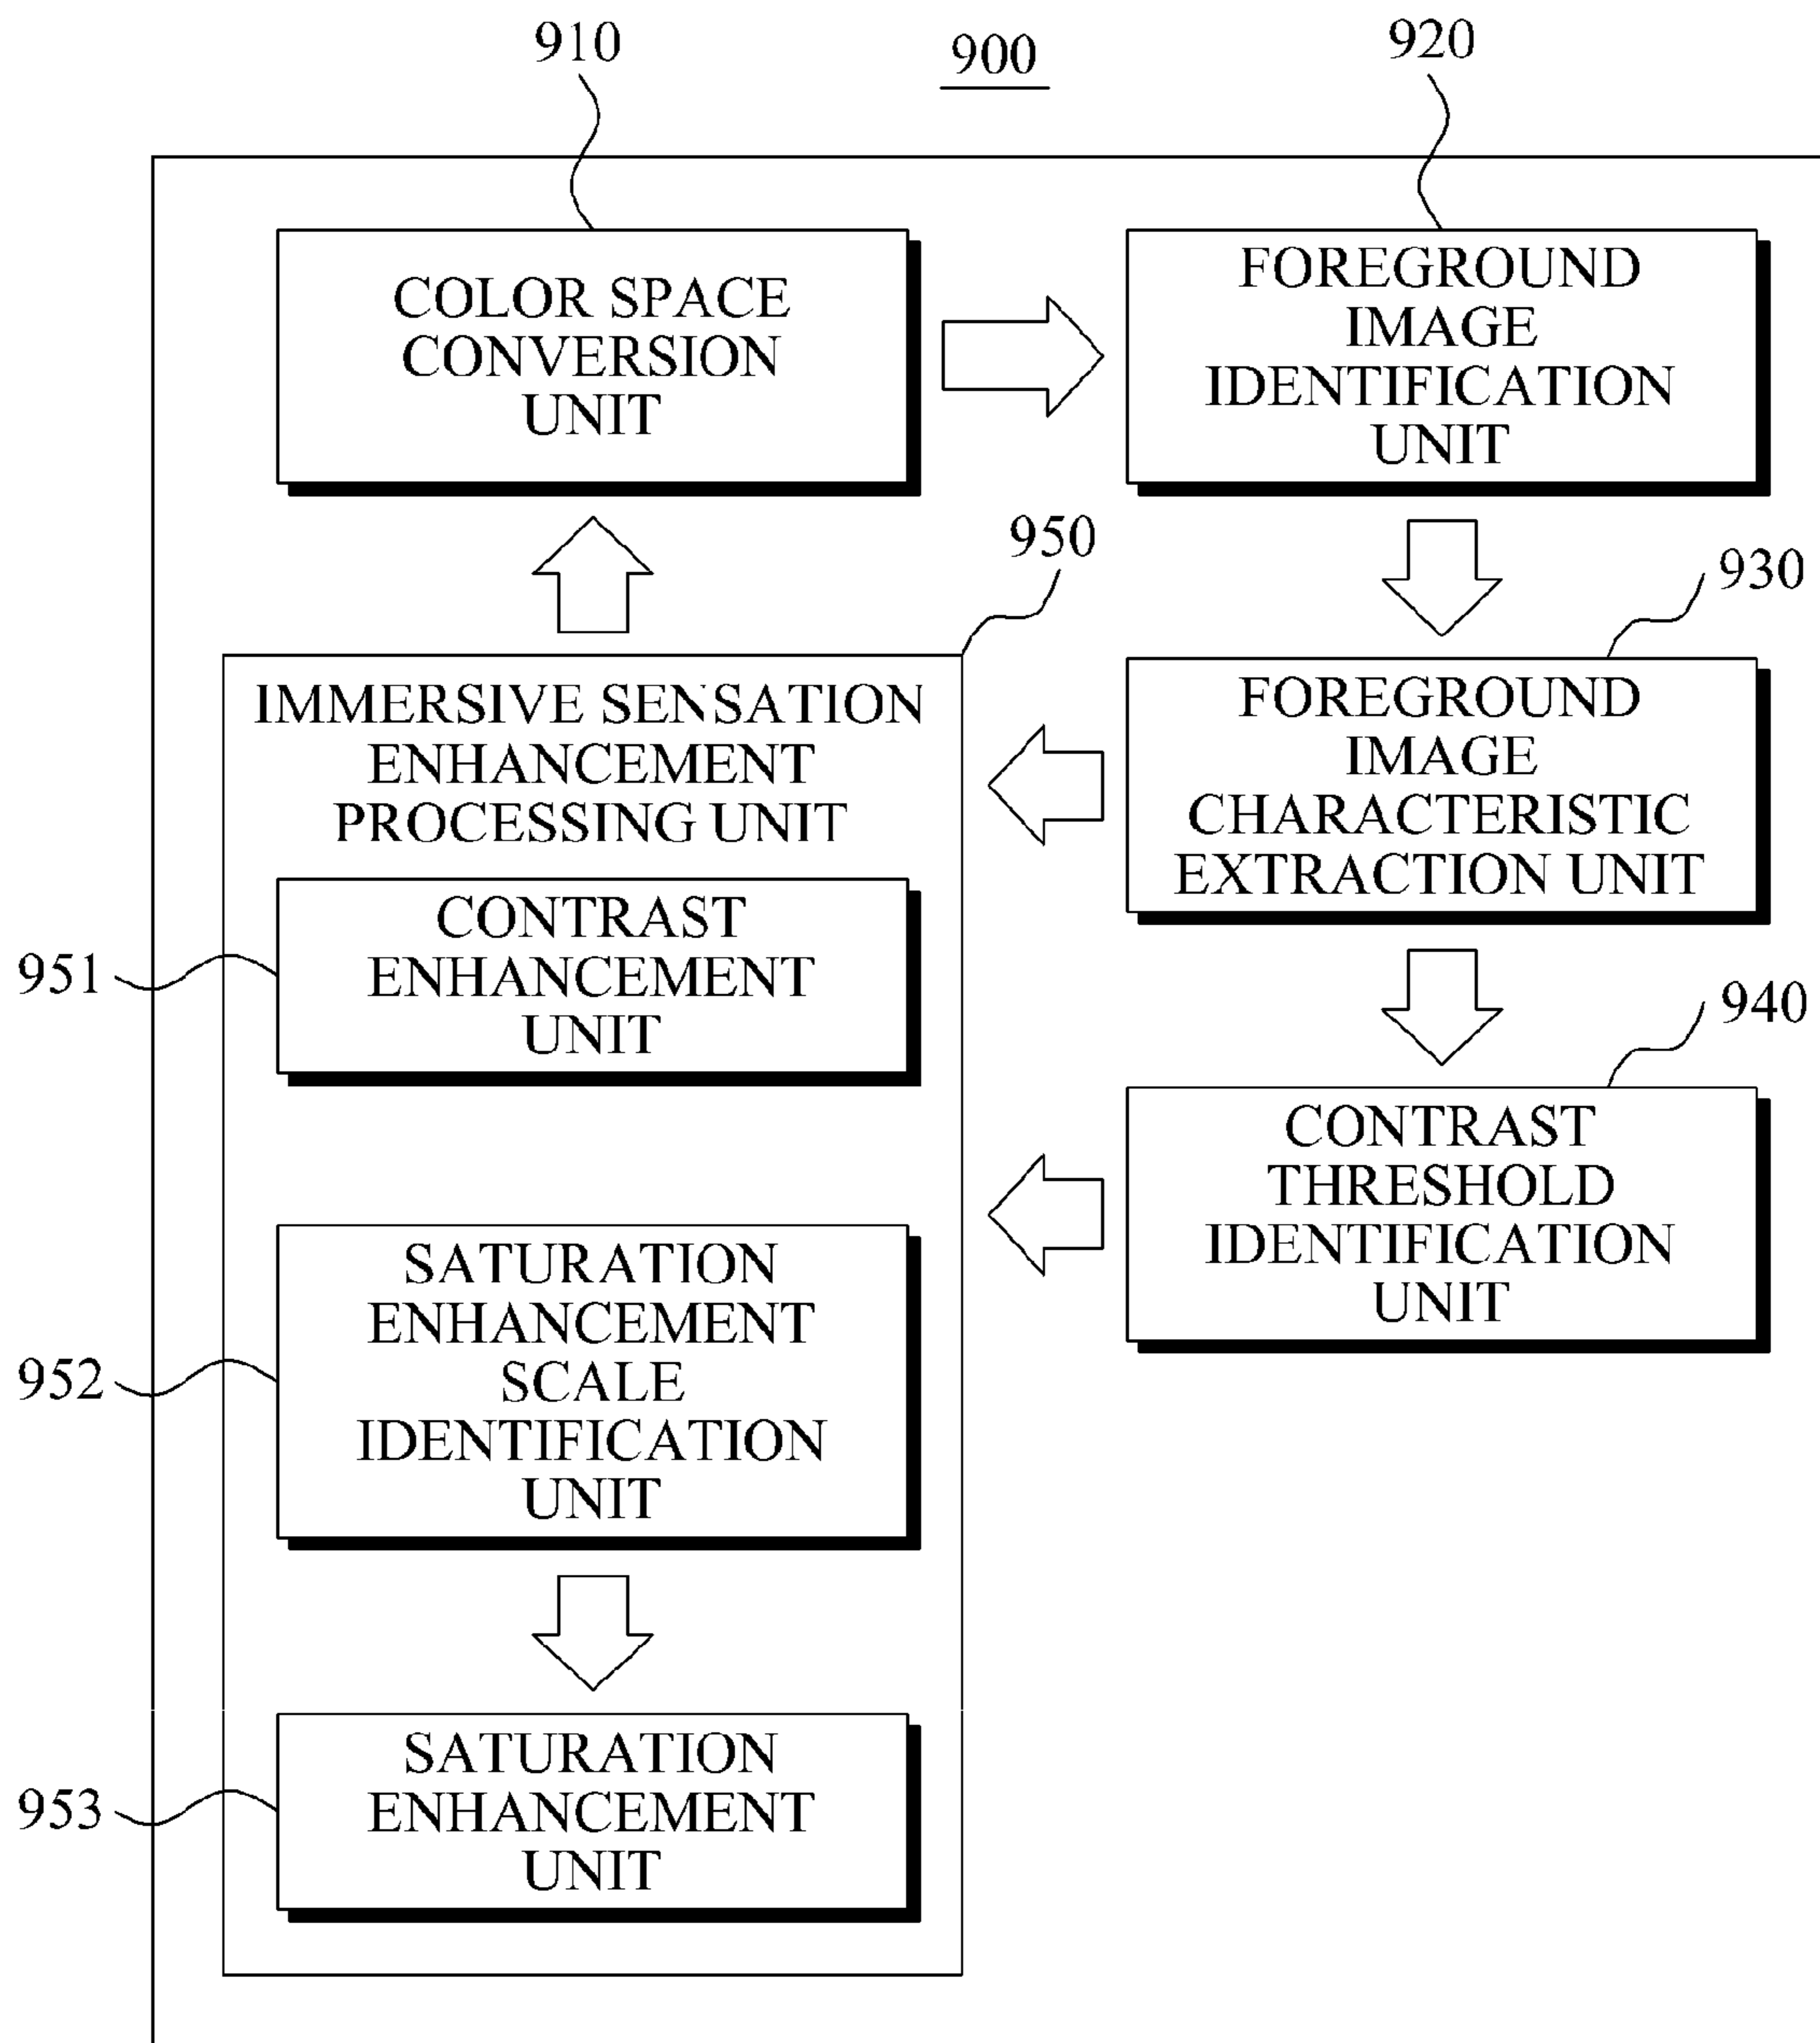 910
900
920
COLOR SPACE
CONVERSION
UNIT
FOREGROUND
IMAGE
IDENTIFICATION
UNIT
950
930
IMMERSIVE SENSATION
ENHANCEMENT
PROCESSING UNIT
FOREGROUND
IMAGE
CHARACTERISTIC
EXTRACTION UNIT
951
CONTRAST
ENHANCEMENT
UNIT
940
CONTRAST
THRESHOLD
IDENTIFICATION
UNIT
952
SATURATION
ENHANCEMENT
SCALE
IDENTIFICATION
UNIT
953
SATURATION
ENHANCEMENT
UNIT